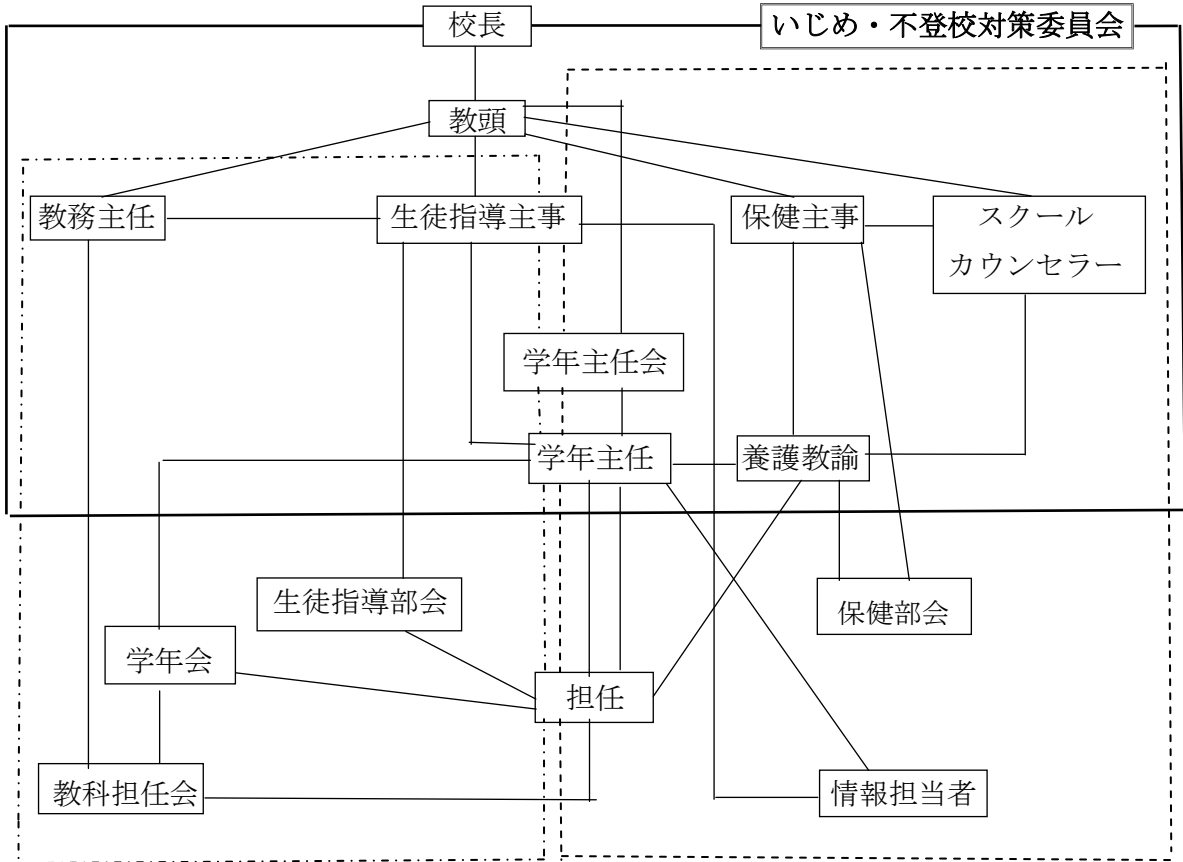 校長
いじめ・不登校対策委員会
教頭
教務主任
生徒指導主事
保健主事
スクール
カウンセラー
学年主任会
学年主任
養護教諭
生徒指導部会
保健部会
学年会
担任
教科担任会
情報担当者